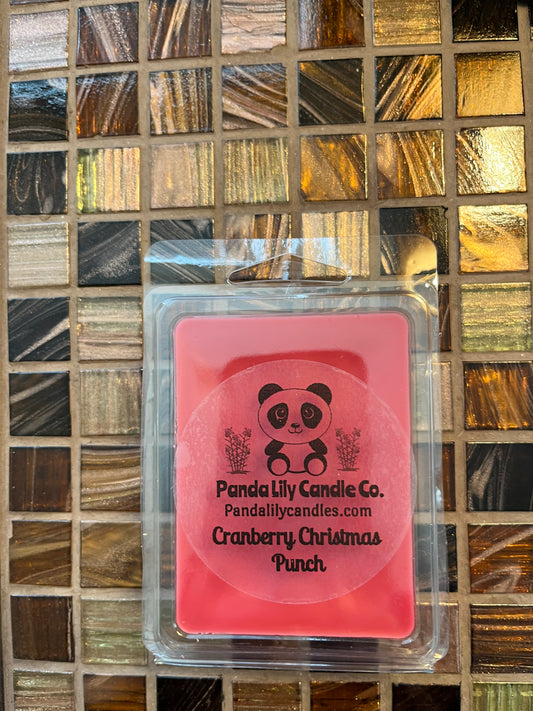 Panda Lily Candle Co.
Pandalilycandles.com
Cranberry Christmas
Punch